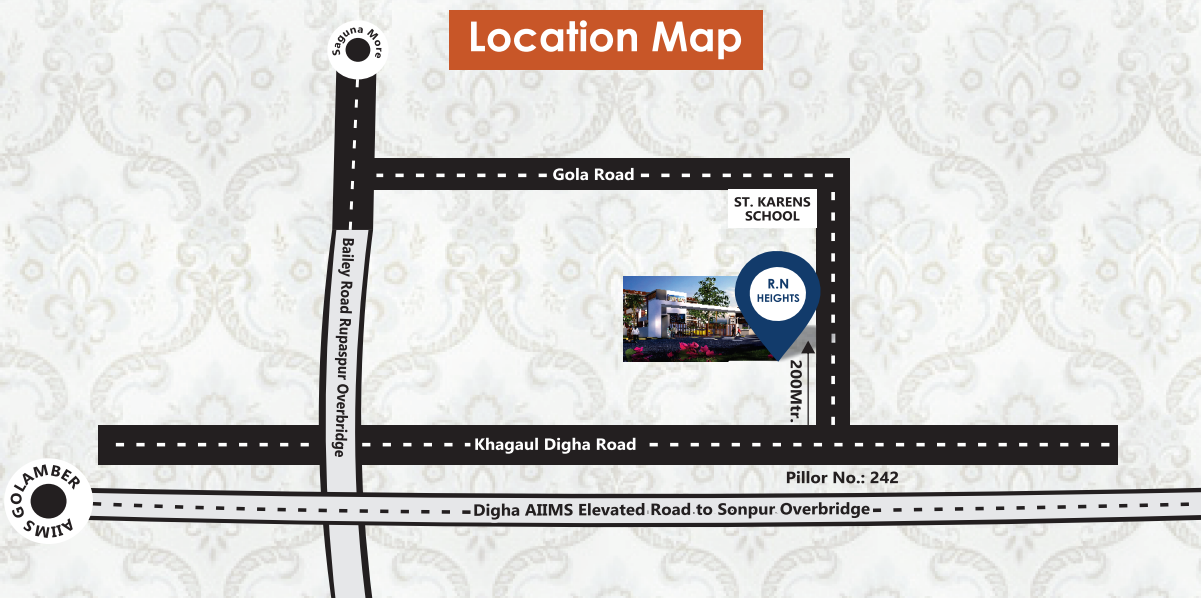 Location Map
Saguna More
Gola Road
ST. KARENS
SCHOOL
R.N
HEIGHTS
Bailey Road Rupaspur Overbridge
200Mtr.
Khagaul Digha Road
Pillor No.: 242
AIIMS GOLAMBER
Digha AIIMS Elevated Road to Sonpur Overbridge